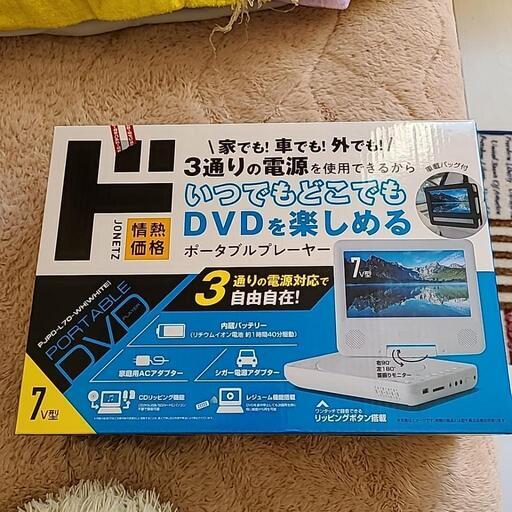 ド
JONETZ
情熱
価格
\ 家でも! 車でも! 外でも! /
3通りの電源を使用できるから
いつでもどこでも
DVDを楽しめる
ポータブルプレーヤー
車載バッグ付
3通りの電源対応で
自由自在!
7V型
内蔵バッテリー
(リチウムイオン電池 約1時間40分駆動)
家庭用ACアダプター
シガー電源アダプター
CDリッピング機能
レジューム機能搭載
右90°
左180°
首振りモニター
ワンタッチで録音できる
リッピングボタン搭載
PJPD-L70-WH(WHITE)
PORTABLE
DVD
PLAYER
7V型